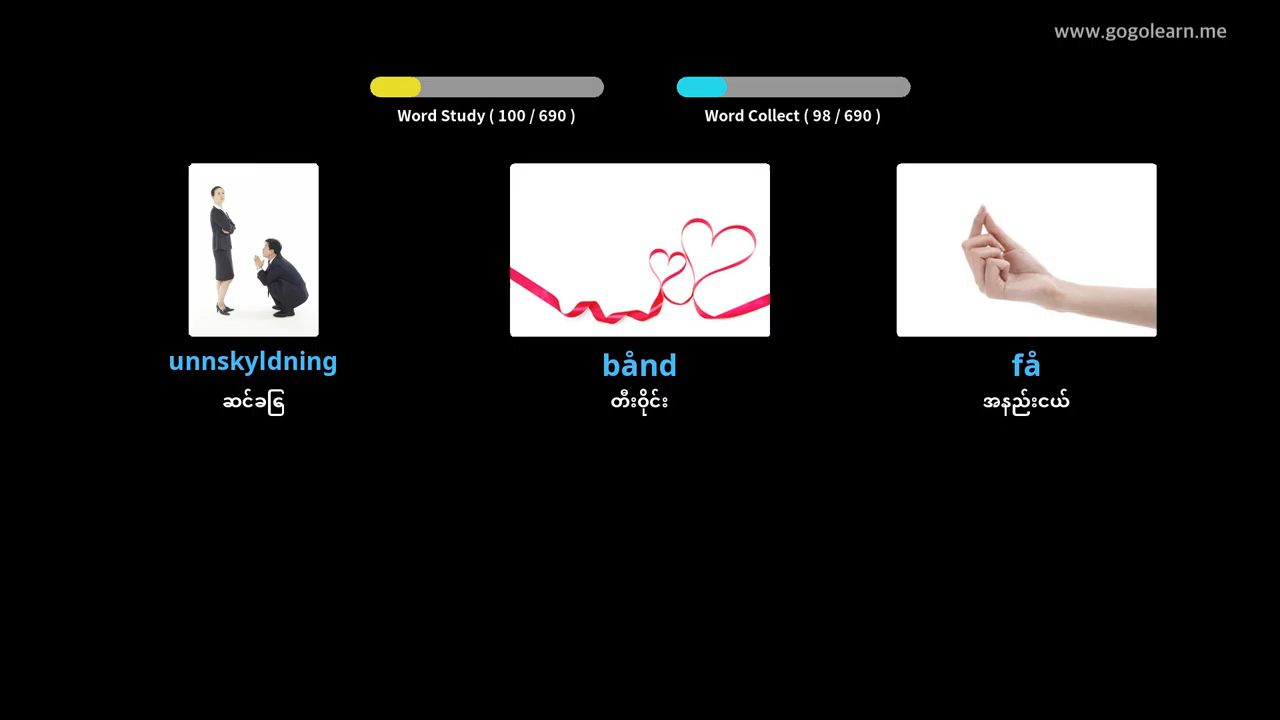 www.gogolearn.me
Word Study ( 100 / 690 )
Word Collect ( 98 / 690 )
unnskyldning
bånd
få
ဆင်ခြေ
တီးဝိုင်း
အနည်းငယ်